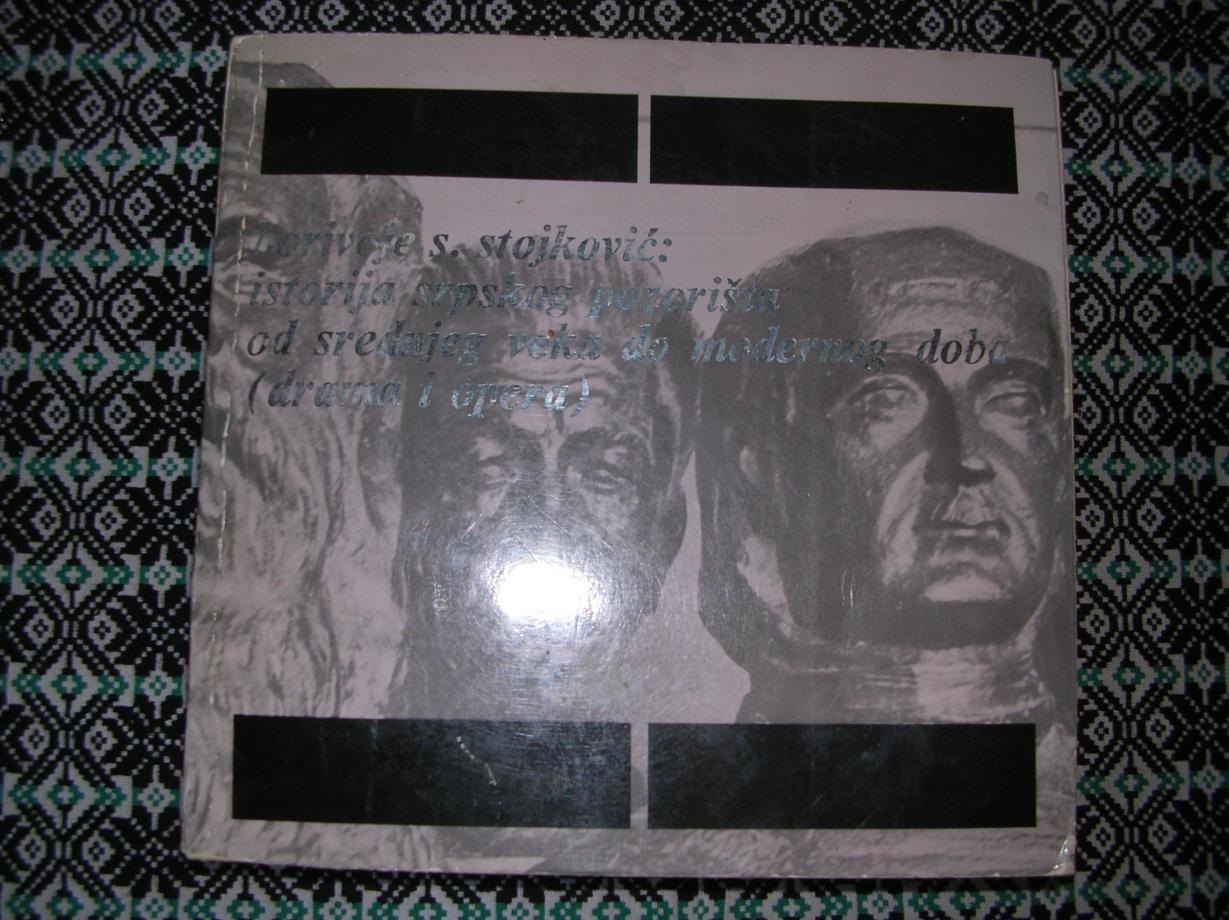 borivoje s. stojković:
istorija srpskog pozorišta
od srednjeg veka do modernog doba
(drama i opera)